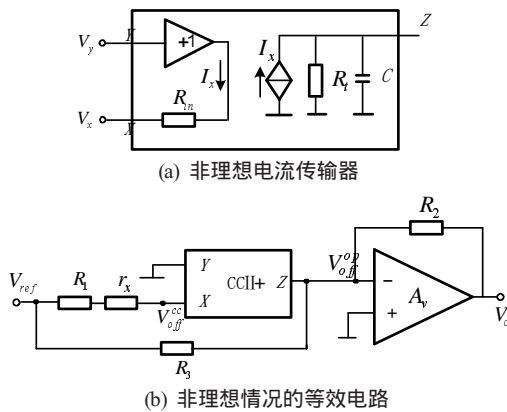 Z
V_y
Y
+1
I_x
I_x
R_t
C
R_in
V_x
X
(a) 非理想电流传输器
R_2
V_off^op
Y
CCII+
Z
V_ref
R_1
r_x
X
V_off^cc
−
A_v
+
V_o
R_3
(b) 非理想情况的等效电路